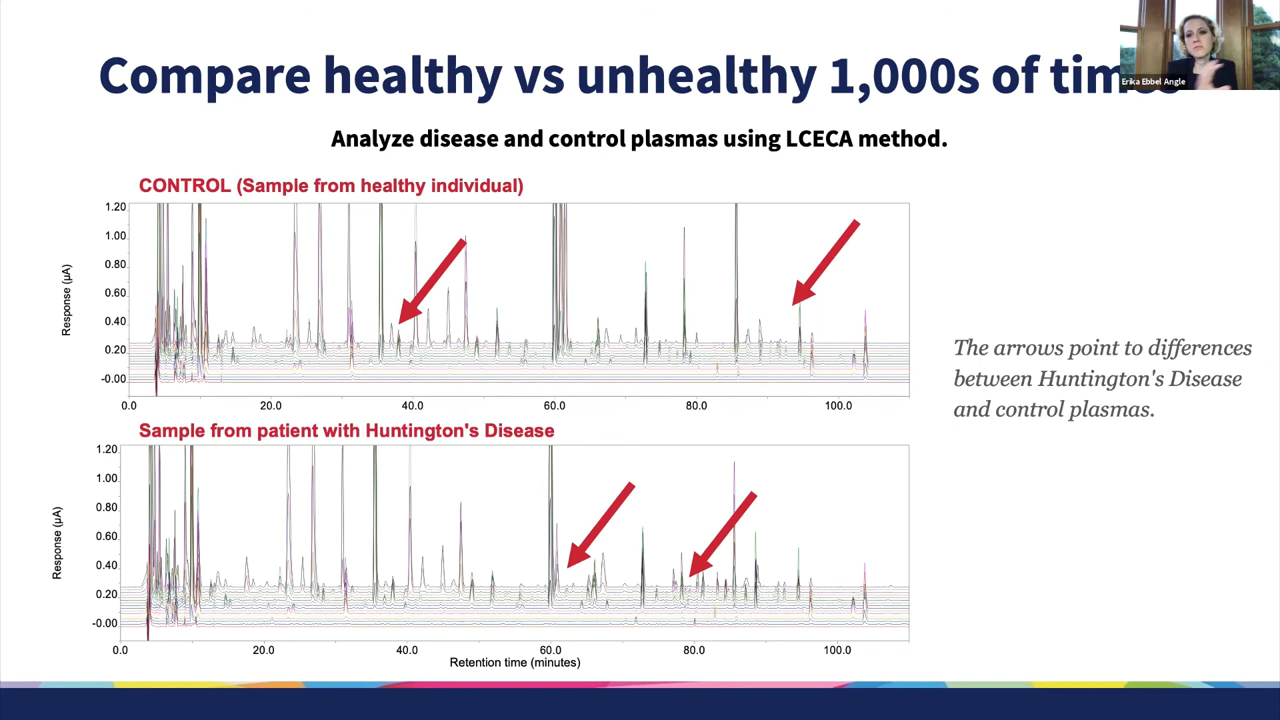 Compare healthy vs unhealthy 1,000s of times
Erika Ebbel Angle
Analyze disease and control plasmas using LCECA method.
CONTROL (Sample from healthy individual)
1.20
1.00
0.80
0.60
0.40
0.20
-0.00
Response (µA)
0.0 20.0 40.0 60.0 80.0 100.0
The arrows point to differences
between Huntington's Disease
and control plasmas.
Sample from patient with Huntington's Disease
1.20
1.00
0.80
0.60
0.40
0.20
-0.00
Response (µA)
0.0 20.0 40.0 60.0 80.0 100.0
Retention time (minutes)